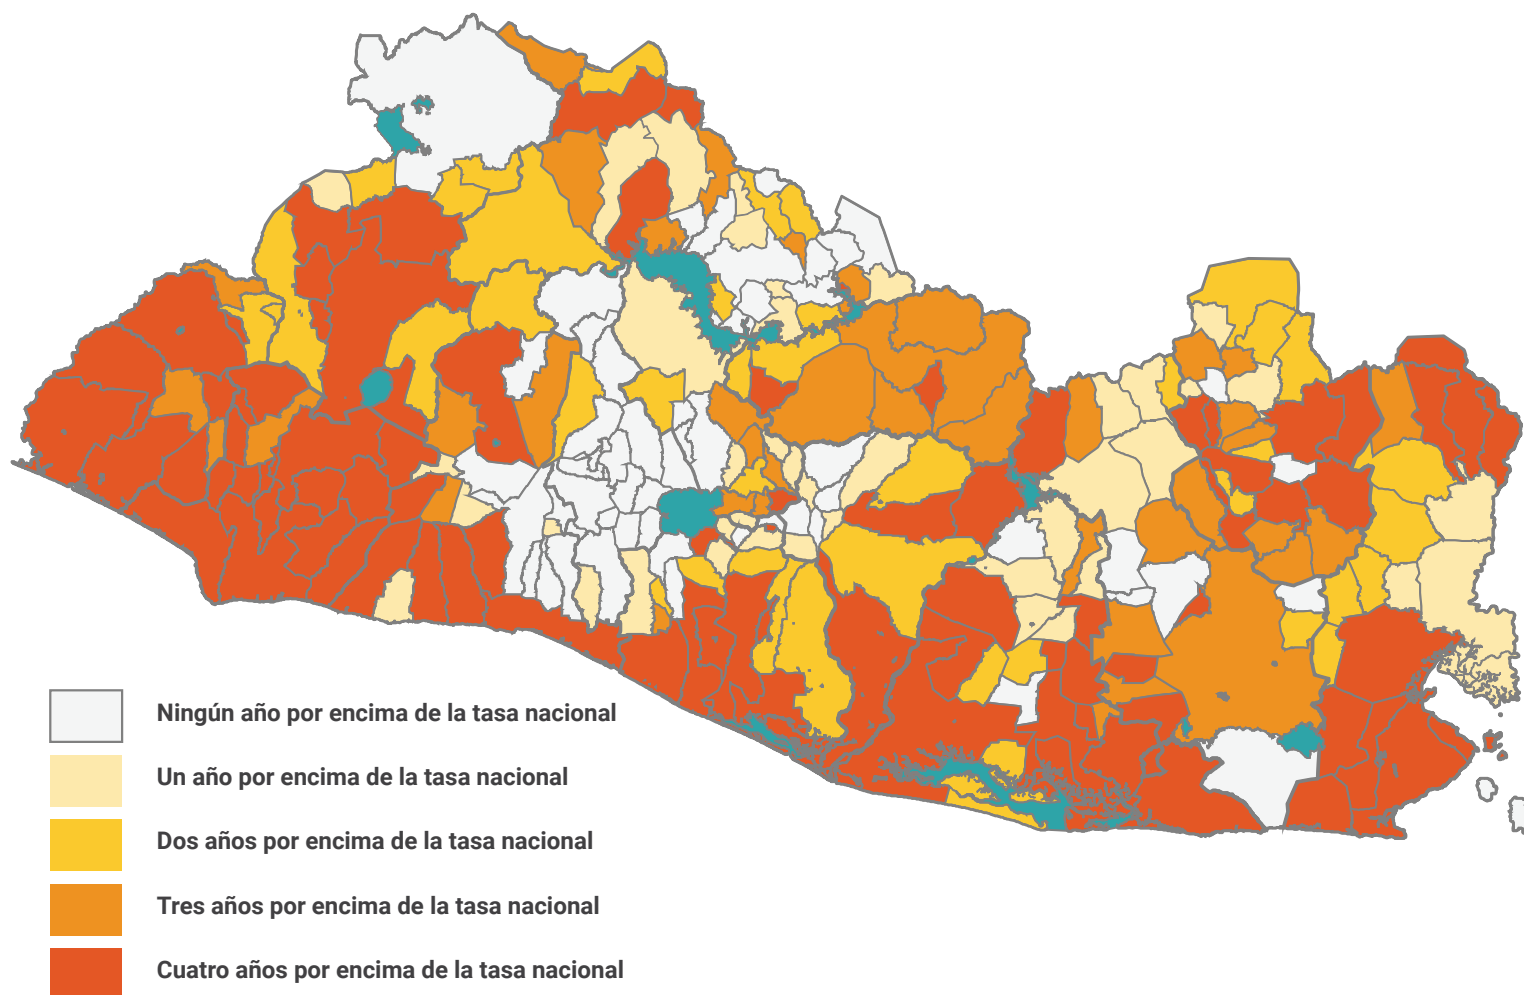 Ningún año por encima de la tasa nacional
Un año por encima de la tasa nacional
Dos años por encima de la tasa nacional
Tres años por encima de la tasa nacional
Cuatro años por encima de la tasa nacional